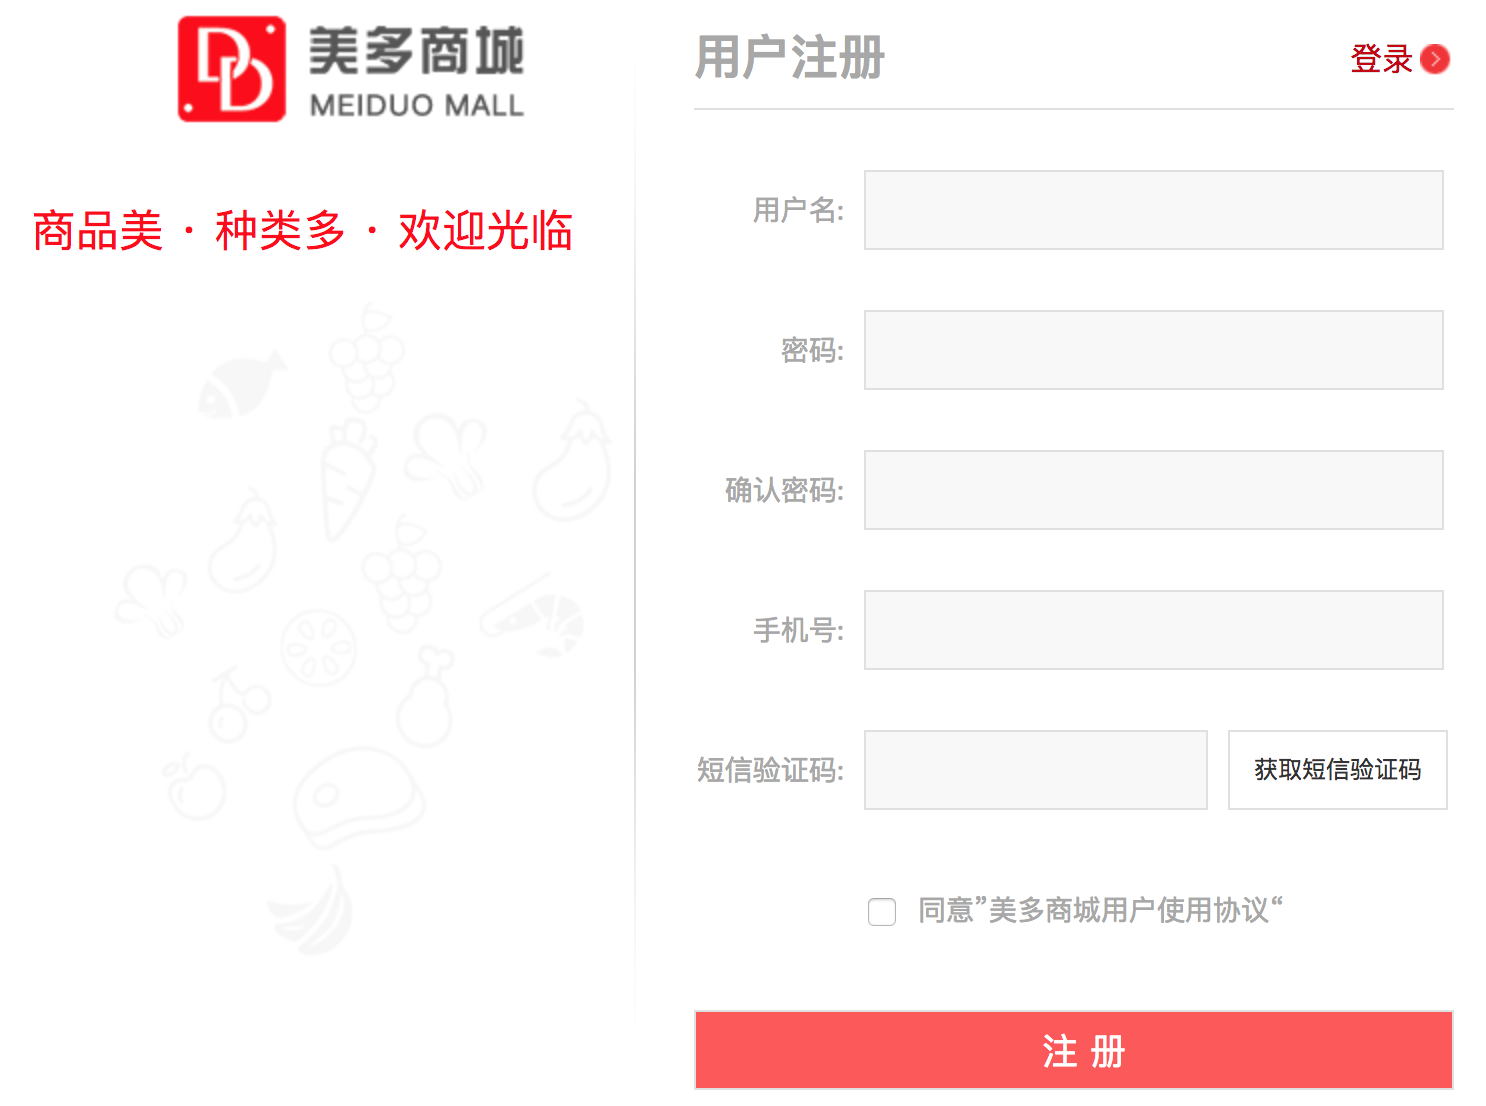 美多商城
MEIDUO MALL
商品美 · 种类多 · 欢迎光临
用户注册
登录
用户名:
密码:
确认密码:
手机号:
短信验证码:
获取短信验证码
同意”美多商城用户使用协议“
注 册